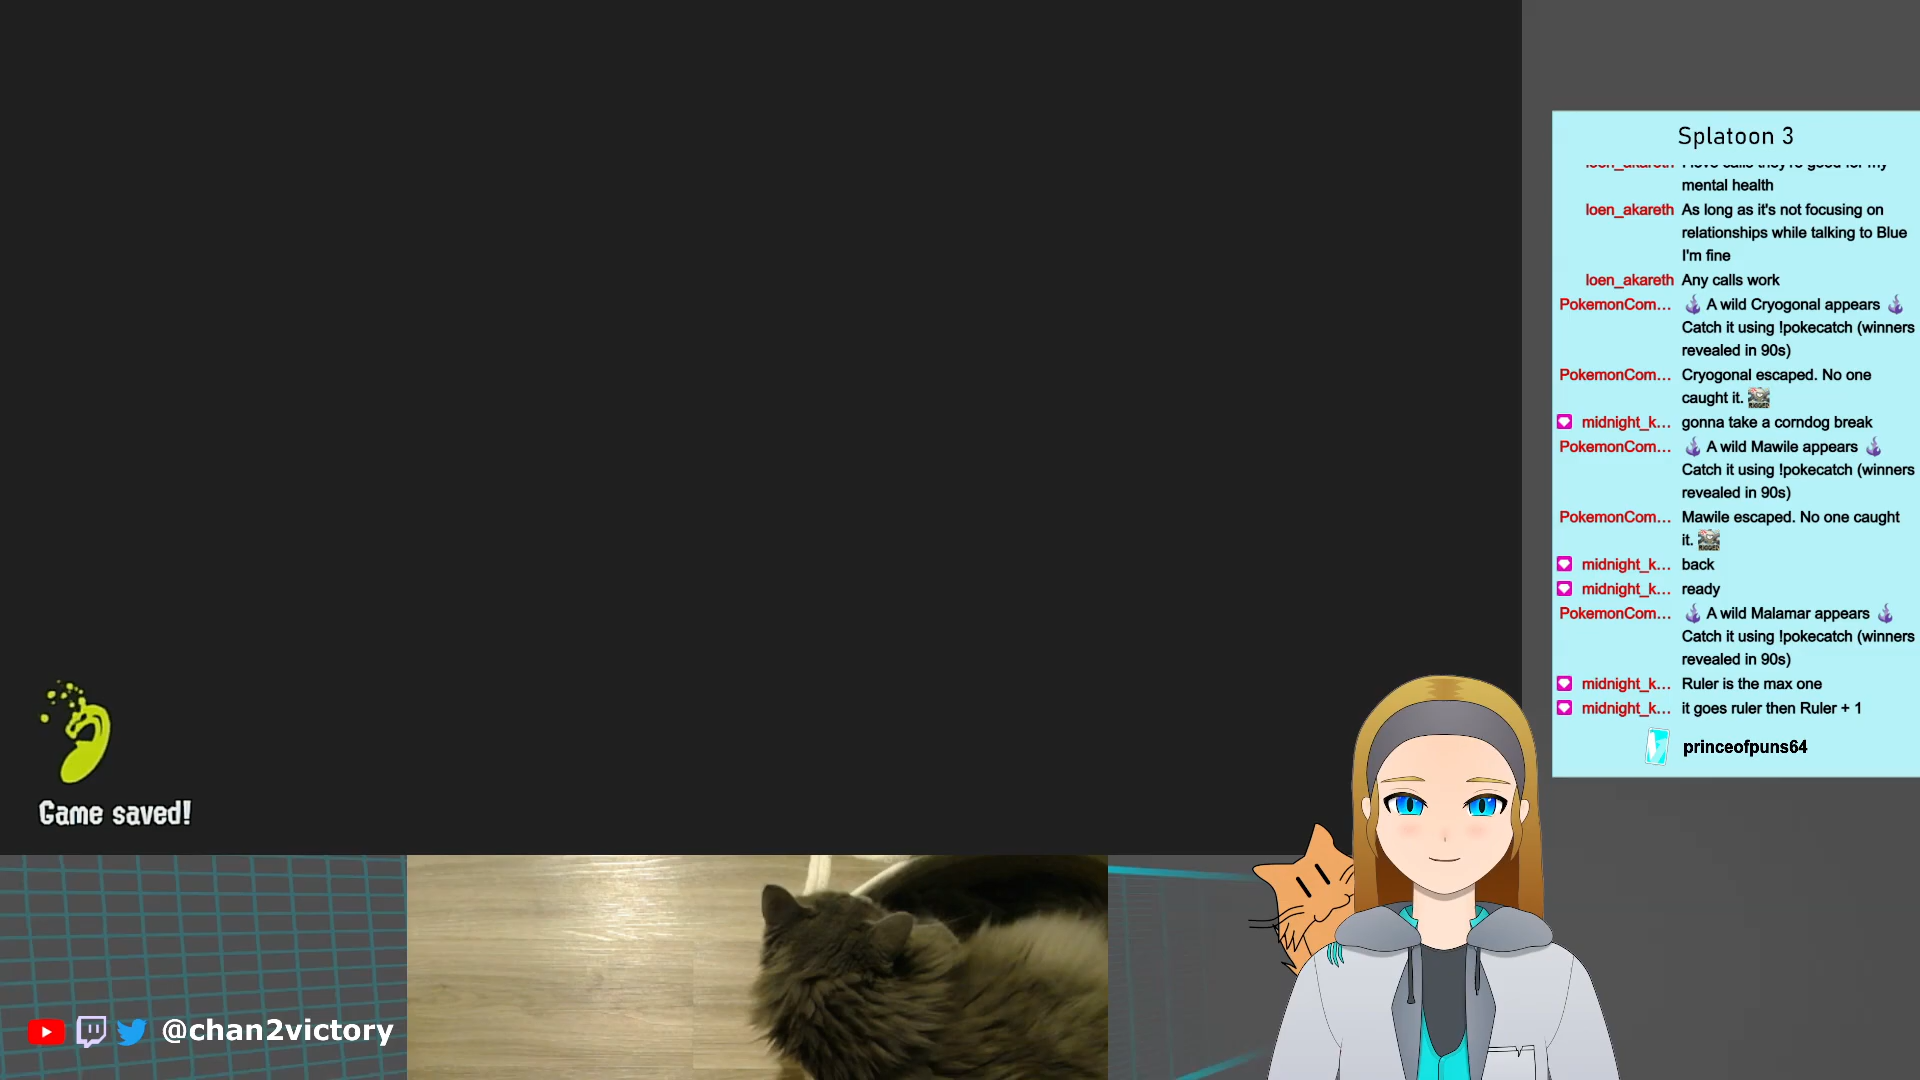 Splatoon 3
mental health
loen_akareth As long as it's not focusing on
relationships while talking to Blue
I'm fine
loen_akareth Any calls work
PokemonCom... A wild Cryogonal appears
Catch it using !pokecatch (winners
revealed in 90s)
PokemonCom... Cryogonal escaped. No one
caught it.
midnight_k... gonna take a corndog break
PokemonCom... A wild Mawile appears
Catch it using !pokecatch (winners
revealed in 90s)
PokemonCom... Mawile escaped. No one caught
it.
midnight_k... back
midnight_k... ready
PokemonCom... A wild Malamar appears
Catch it using !pokecatch (winners
revealed in 90s)
midnight_k... Ruler is the max one
midnight_k... it goes ruler then Ruler + 1
princeofpuns64
Game saved!
@chan2victory